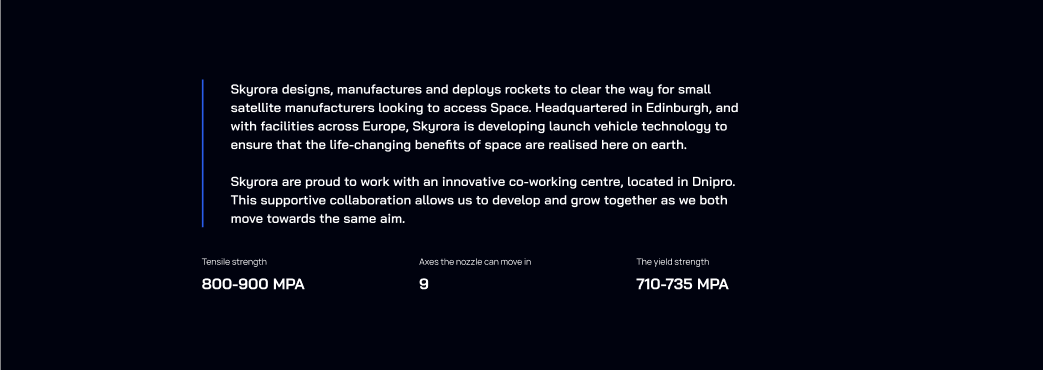 Skyrora designs, manufactures and deploys rockets to clear the way for small
satellite manufacturers looking to access Space. Headquartered in Edinburgh, and
with facilities across Europe, Skyrora is developing launch vehicle technology to
ensure that the life-changing benefits of space are realised here on earth.
Skyrora are proud to work with an innovative co-working centre, located in Dnipro.
This supportive collaboration allows us to develop and grow together as we both
move towards the same aim.
Tensile strength
800-900 MPA
Axes the nozzle can move in
9
The yield strength
710-735 MPA